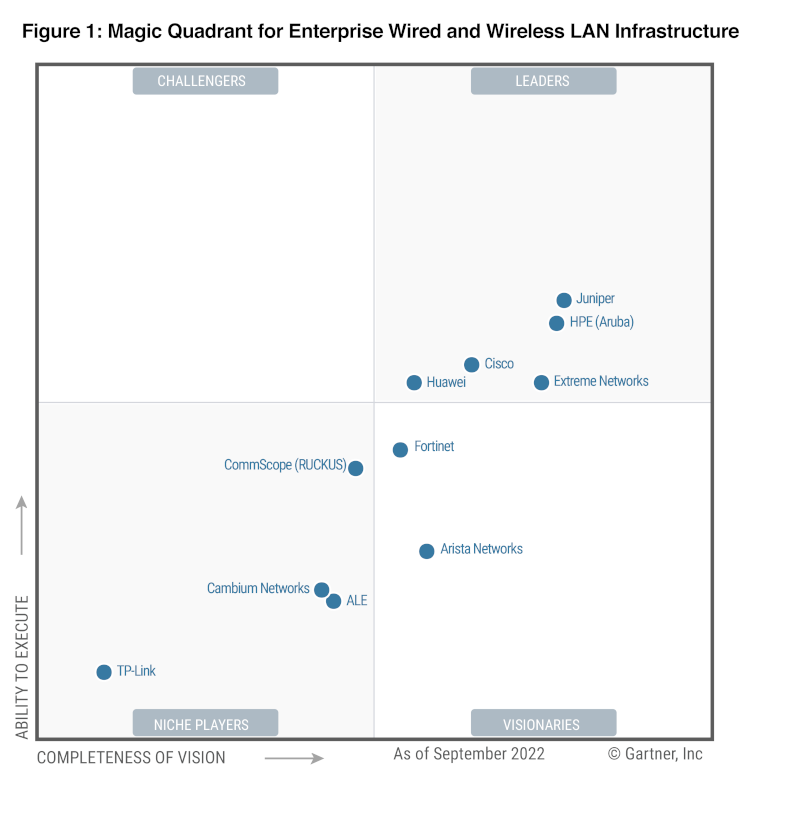 Figure 1: Magic Quadrant for Enterprise Wired and Wireless LAN Infrastructure
CHALLENGERS
LEADERS
Juniper
HPE (Aruba)
Cisco
Huawei
Extreme Networks
Fortinet
CommScope (RUCKUS)
Arista Networks
Cambium Networks
ALE
TP-Link
NICHE PLAYERS
VISIONARIES
ABILITY TO EXECUTE
COMPLETENESS OF VISION
As of September 2022
© Gartner, Inc